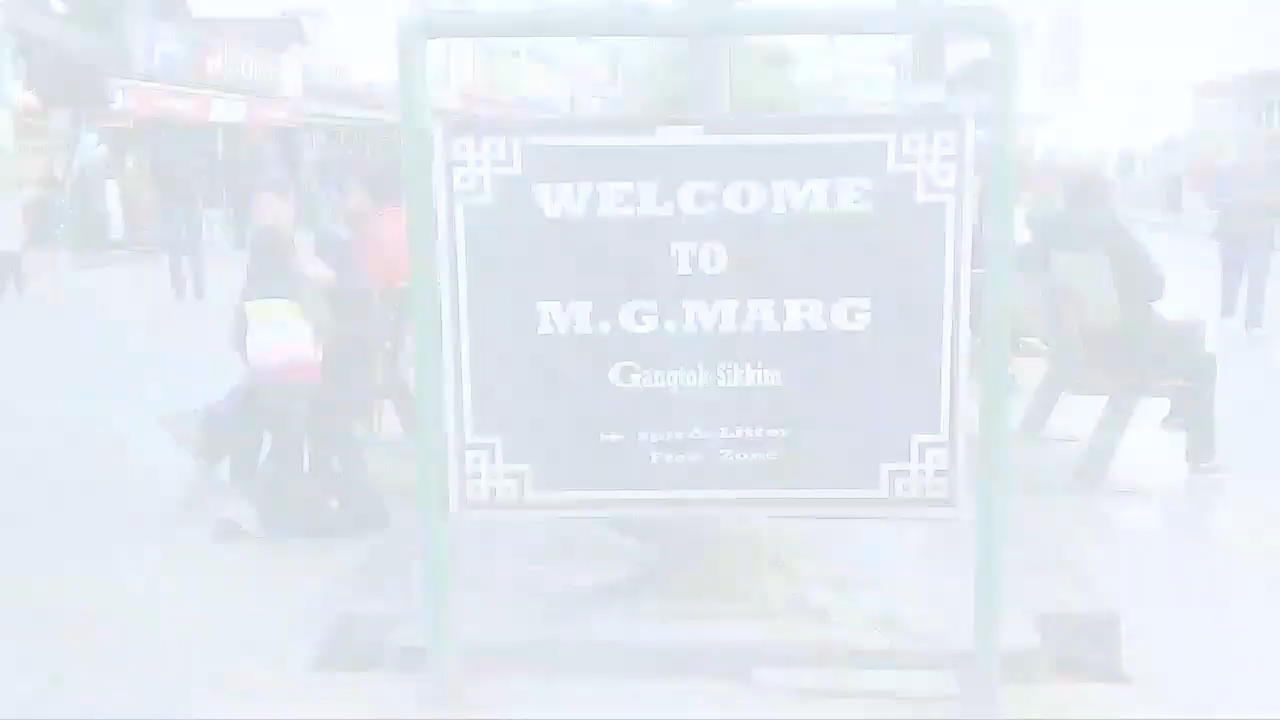 WELCOME
TO
M.G.MARG
Gangtok Sikkim
Spit & Litter
Free Zone